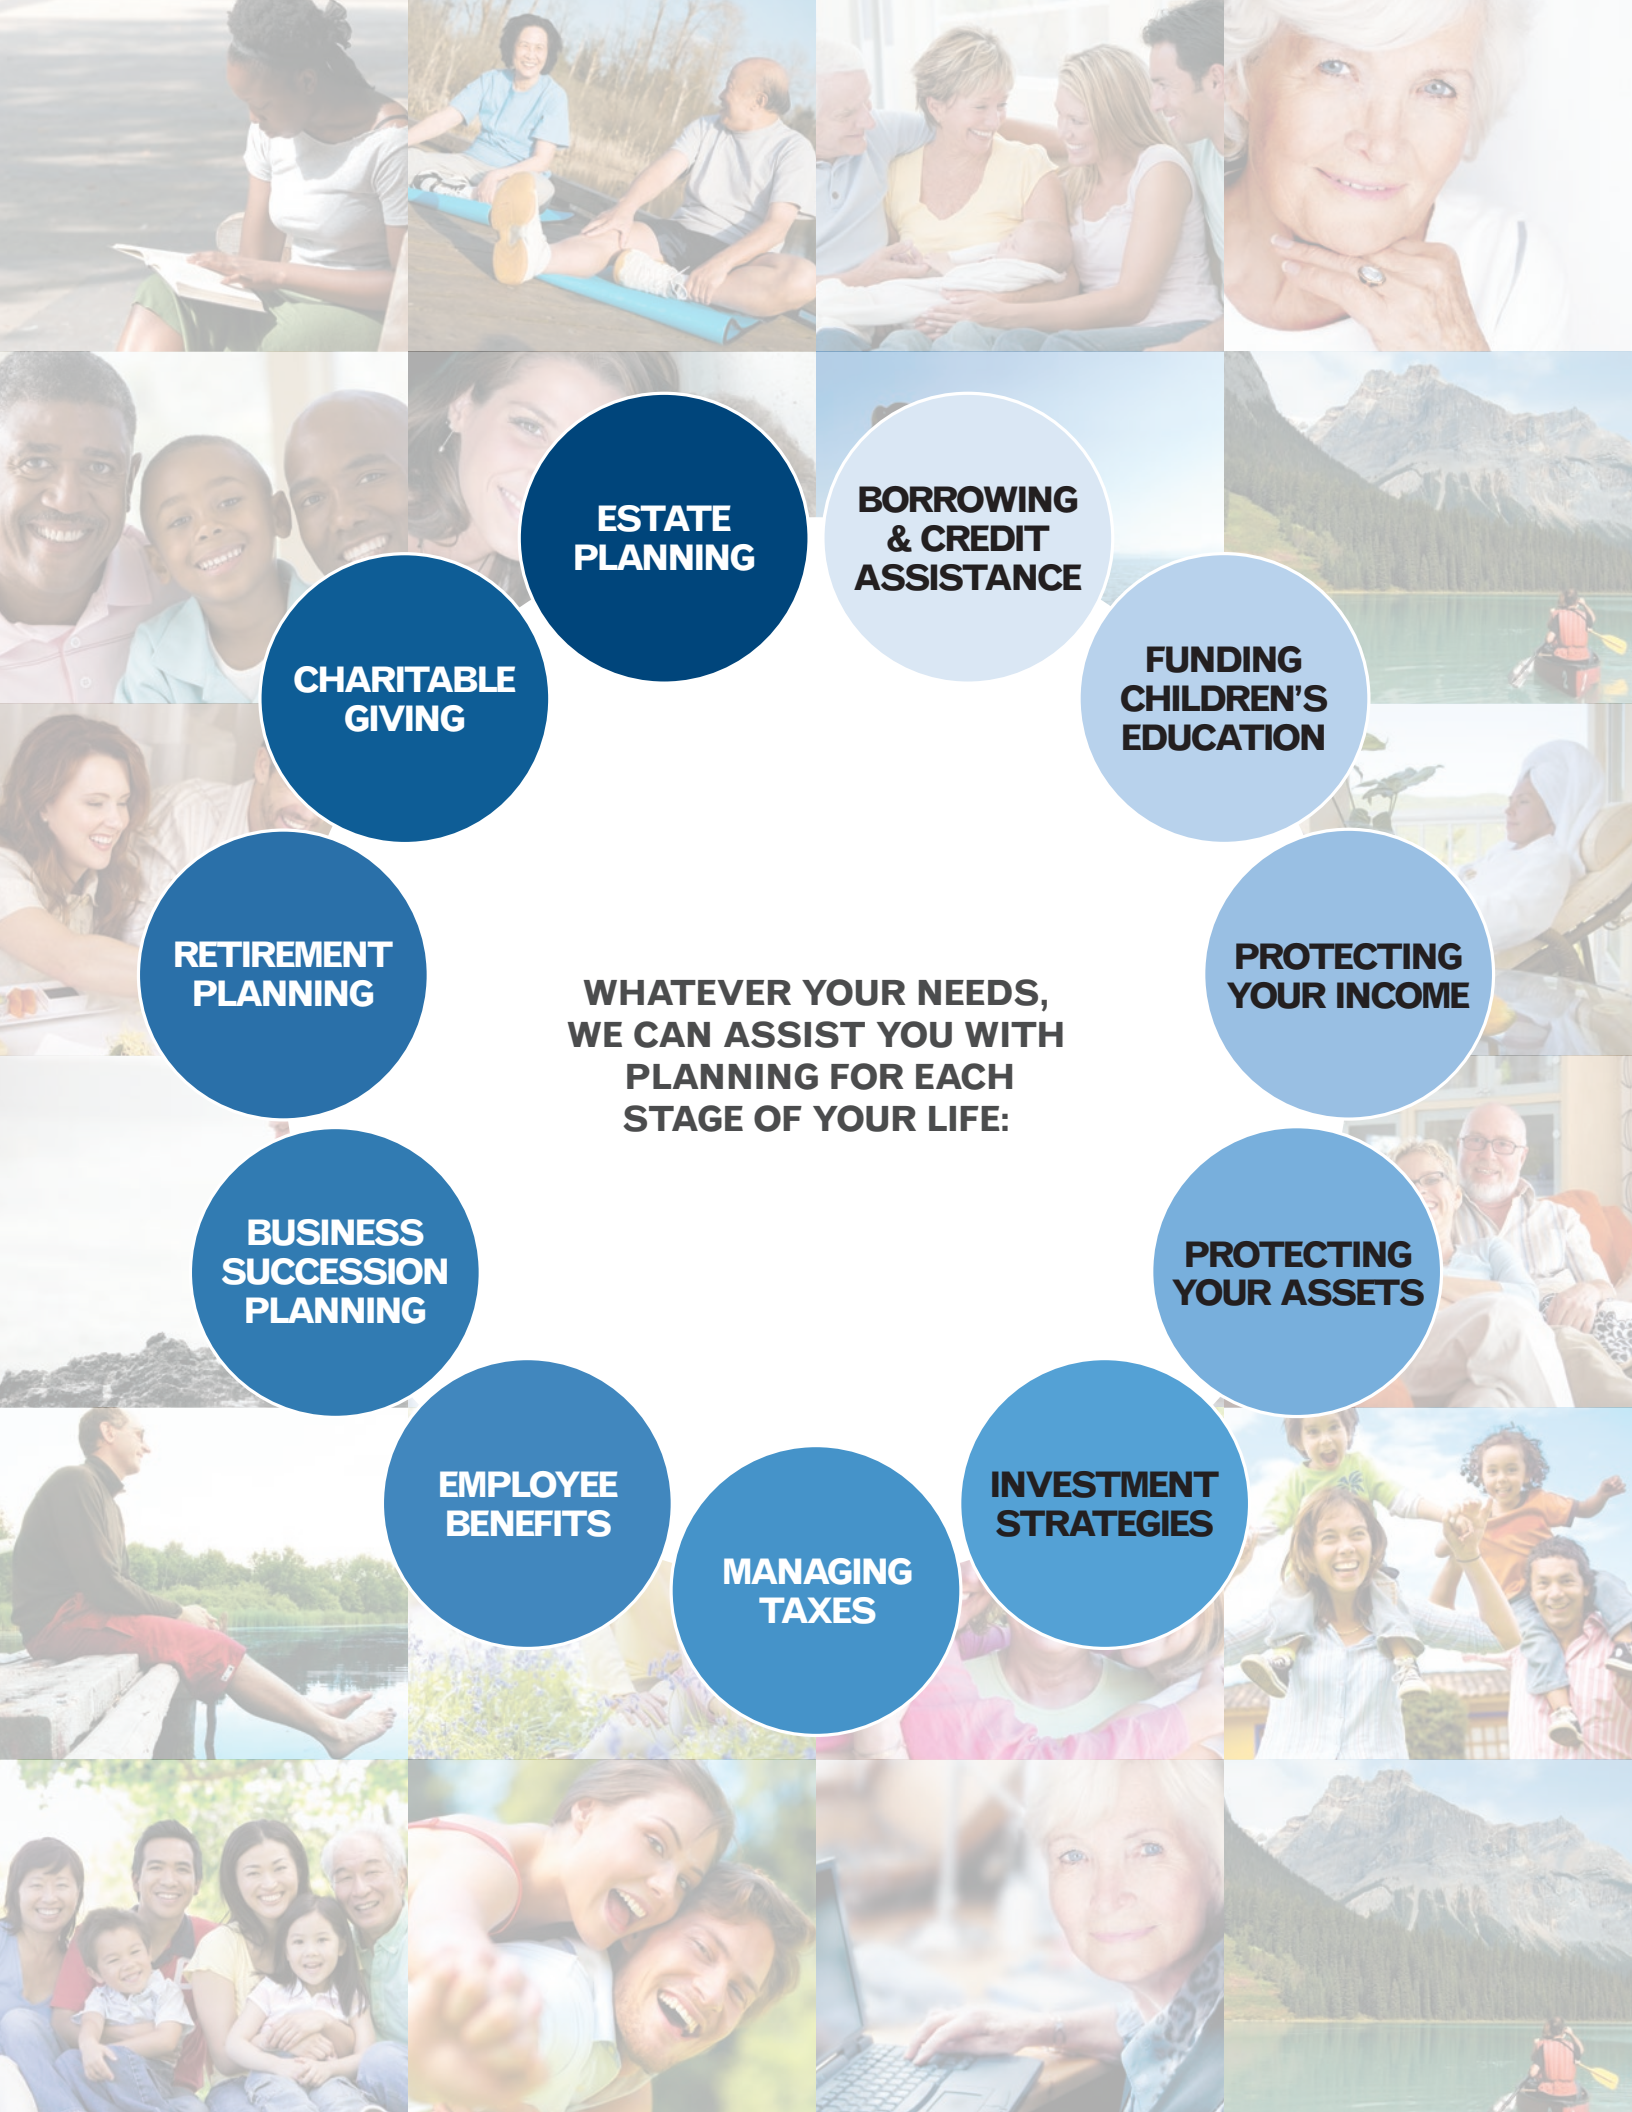 ESTATE
PLANNING
BORROWING
& CREDIT
ASSISTANCE
FUNDING
CHILDREN’S
EDUCATION
CHARITABLE
GIVING
RETIREMENT
PLANNING
PROTECTING
YOUR INCOME
WHATEVER YOUR NEEDS,
WE CAN ASSIST YOU WITH
PLANNING FOR EACH
STAGE OF YOUR LIFE:
BUSINESS
SUCCESSION
PLANNING
PROTECTING
YOUR ASSETS
EMPLOYEE
BENEFITS
INVESTMENT
STRATEGIES
MANAGING
TAXES